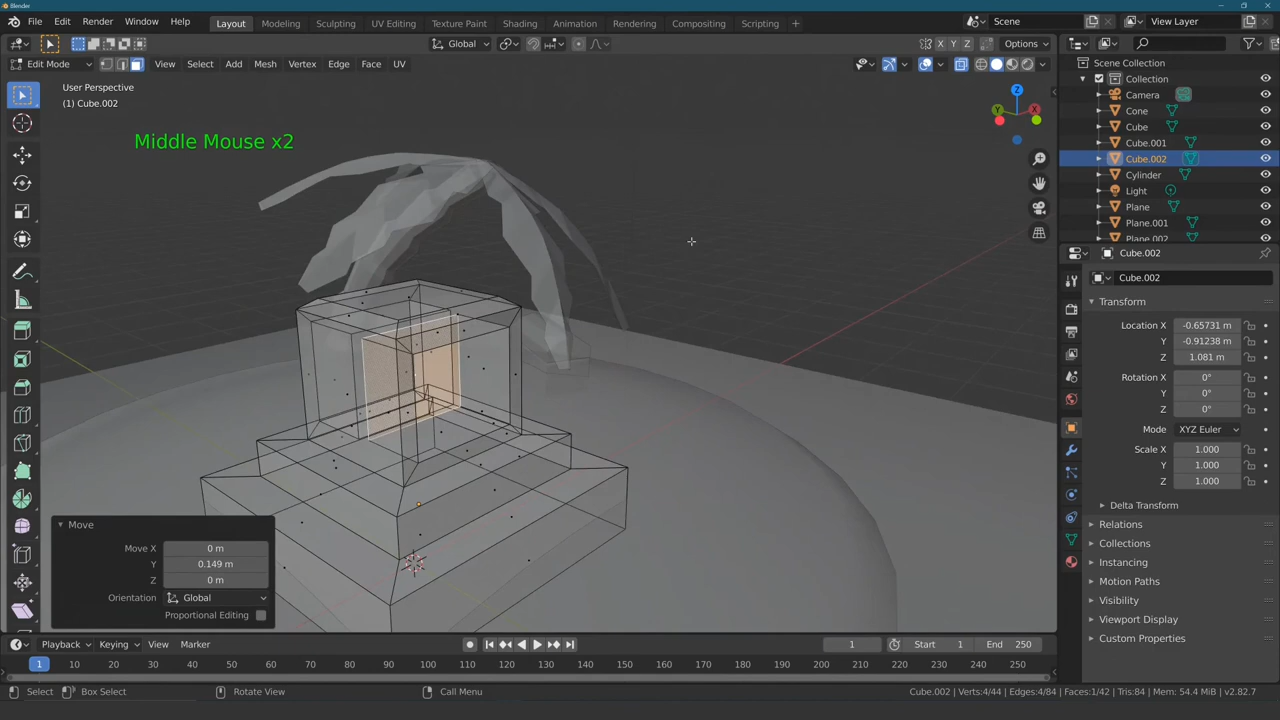 Blender
File Edit Render Window Help Layout Modeling Sculpting UV Editing Texture Paint Shading Animation Rendering Compositing Scripting + Scene View Layer
Global Options
Edit Mode View Select Add Mesh Vertex Edge Face UV X Y Z
User Perspective
(1) Cube.002
Middle Mouse x2
Z
Y X
Scene Collection
Collection
Camera
Cone
Cube
Cube.001
Cube.002
Cylinder
Light
Plane
Plane.001
Plane.002
Cube.002
Cube.002
Transform
Location X -0.65731 m
Y -0.91238 m
Z 1.081 m
Rotation X 0°
Y 0°
Z 0°
Mode XYZ Euler
Scale X 1.000
Y 1.000
Z 1.000
Delta Transform
Relations
Collections
Instancing
Motion Paths
Visibility
Viewport Display
Custom Properties
Move
Move X 0 m
Y 0.149 m
Z 0 m
Orientation Global
Proportional Editing
Playback Keying View Marker 1 Start 1 End 250
1 10 20 30 40 50 60 70 80 90 100 110 120 130 140 150 160 170 180 190 200 210 220 230 240 250
Select Box Select Rotate View Call Menu Cube.002 | Verts:4/44 | Edges:4/84 | Faces:1/42 | Tris:84 | Mem: 54.4 MiB | v2.82.7